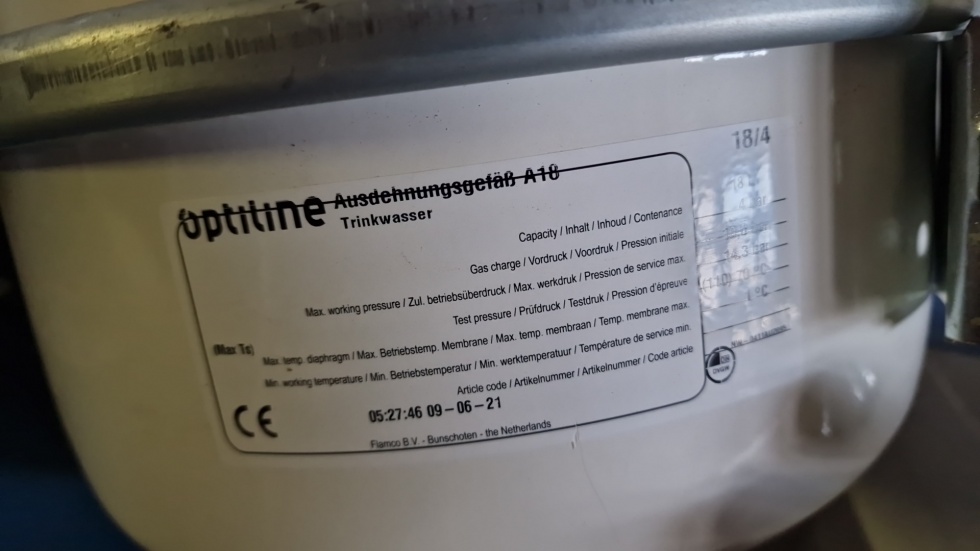 18/4
optiline Ausdehnungsgefäß A18
Trinkwasser
Capacity / Inhalt / Inhoud / Contenance
Gas charge / Vordruck / Voordruk / Pression initiale
Max. working pressure / Zul. betriebsüberdruck / Max. werkdruk / Pression de service max.
Test pressure / Prüfdruck / Testdruk / Pression d'épreuve
(Max Ts) Max. temp. diaphragm / Max. Betriebstemp. Membrane / Max. temp. membraan / Temp. membrane max.
Min. working temperature / Min. Betriebstemperatur / Min. werktemperatuur / Température de service min.
Article code / Artikelnummer / Artikelnummer / Code article
CE 05:27:46 09-06-21
Flamco B.V. - Bunschoten - the Netherlands